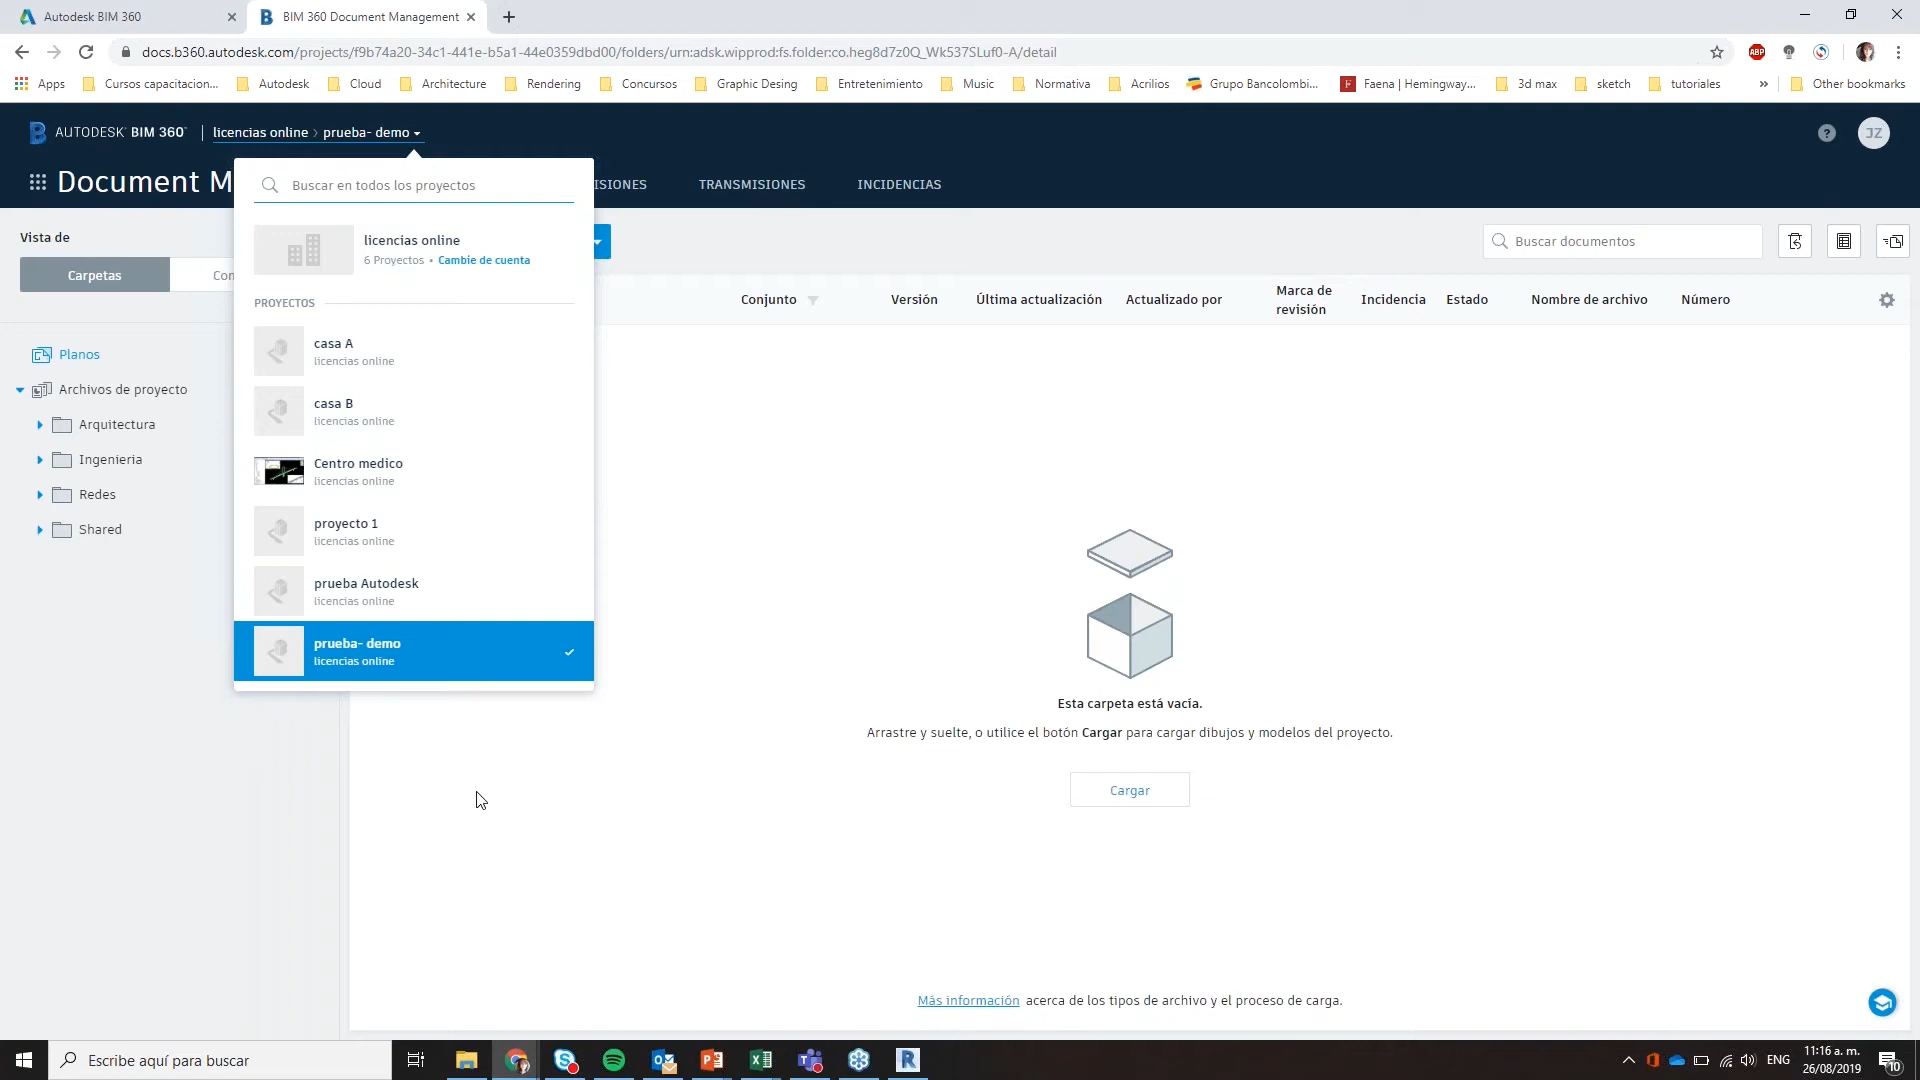 Autodesk BIM 360
BIM 360 Document Management
docs.b360.autodesk.com/projects/f9b74a20-34c1-441e-b5a1-44e0359dbd00/folders/urn:adsk.wipprod:fs.folder:co.heg8d7z0Q_Wk537SLuf0-A/detail
ABP
Apps
Cursos capacitacion...
Autodesk
Cloud
Architecture
Rendering
Concursos
Graphic Desing
Entretenimiento
Music
Normativa
Acrilios
Grupo Bancolombi...
Faena | Hemingway...
3d max
sketch
tutoriales
»
Other bookmarks
AUTODESK BIM 360
licencias online > prueba- demo
?
JZ
Document M
ISIONES
TRANSMISIONES
INCIDENCIAS
Buscar en todos los proyectos
licencias online
6 Proyectos • Cambie de cuenta
PROYECTOS
casa A
licencias online
casa B
licencias online
Centro medico
licencias online
proyecto 1
licencias online
prueba Autodesk
licencias online
prueba- demo
licencias online
Vista de
Carpetas
Con
Planos
Archivos de proyecto
Arquitectura
Ingenieria
Redes
Shared
Buscar documentos
Conjunto
Versión
Última actualización
Actualizado por
Marca de
revisión
Incidencia
Estado
Nombre de archivo
Número
Esta carpeta está vacía.
Arrastre y suelte, o utilice el botón Cargar para cargar dibujos y modelos del proyecto.
Cargar
Más información acerca de los tipos de archivo y el proceso de carga.
Escribe aquí para buscar
ENG
11:16 a. m.
26/08/2019
10